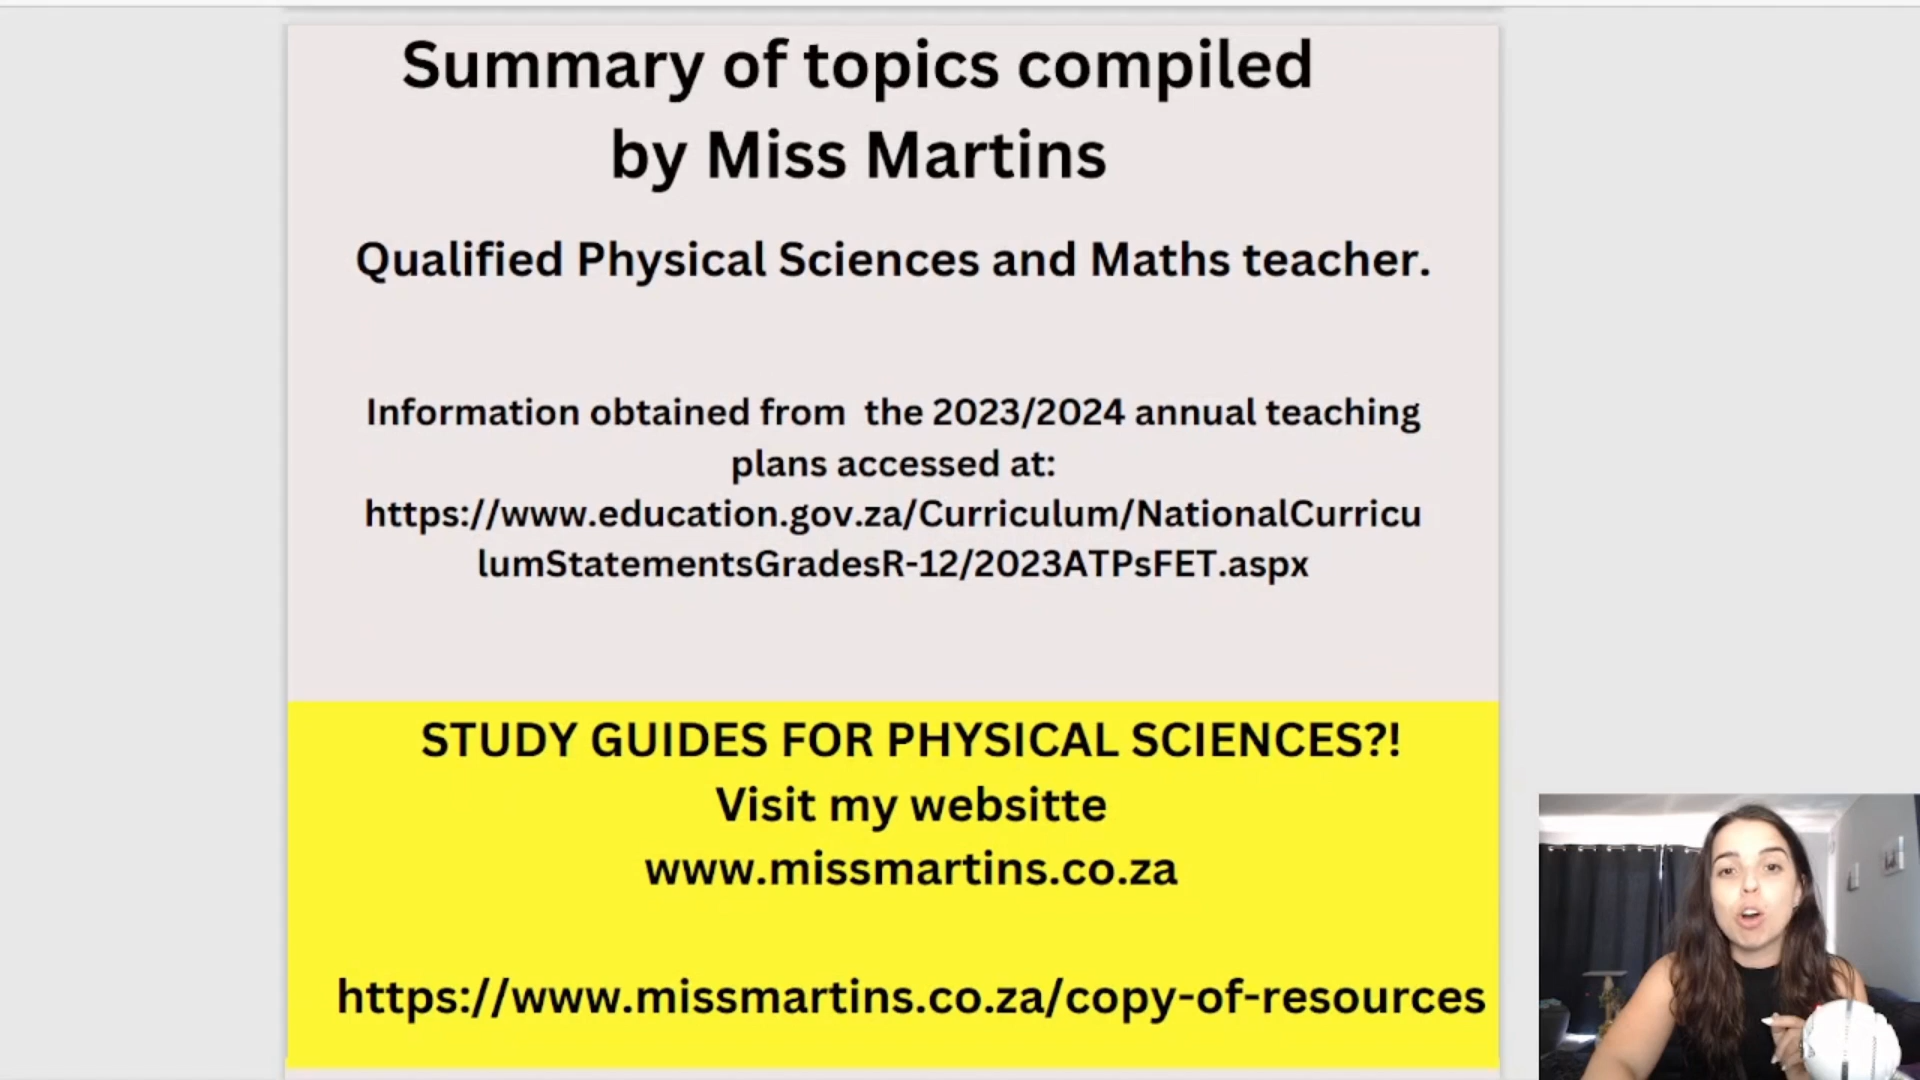 Summary of topics compiled
by Miss Martins
Qualified Physical Sciences and Maths teacher.
Information obtained from the 2023/2024 annual teaching
plans accessed at:
https://www.education.gov.za/Curriculum/NationalCurricu
lumStatementsGradesR-12/2023ATPsFET.aspx
STUDY GUIDES FOR PHYSICAL SCIENCES?!
Visit my websitte
www.missmartins.co.za
https://www.missmartins.co.za/copy-of-resources